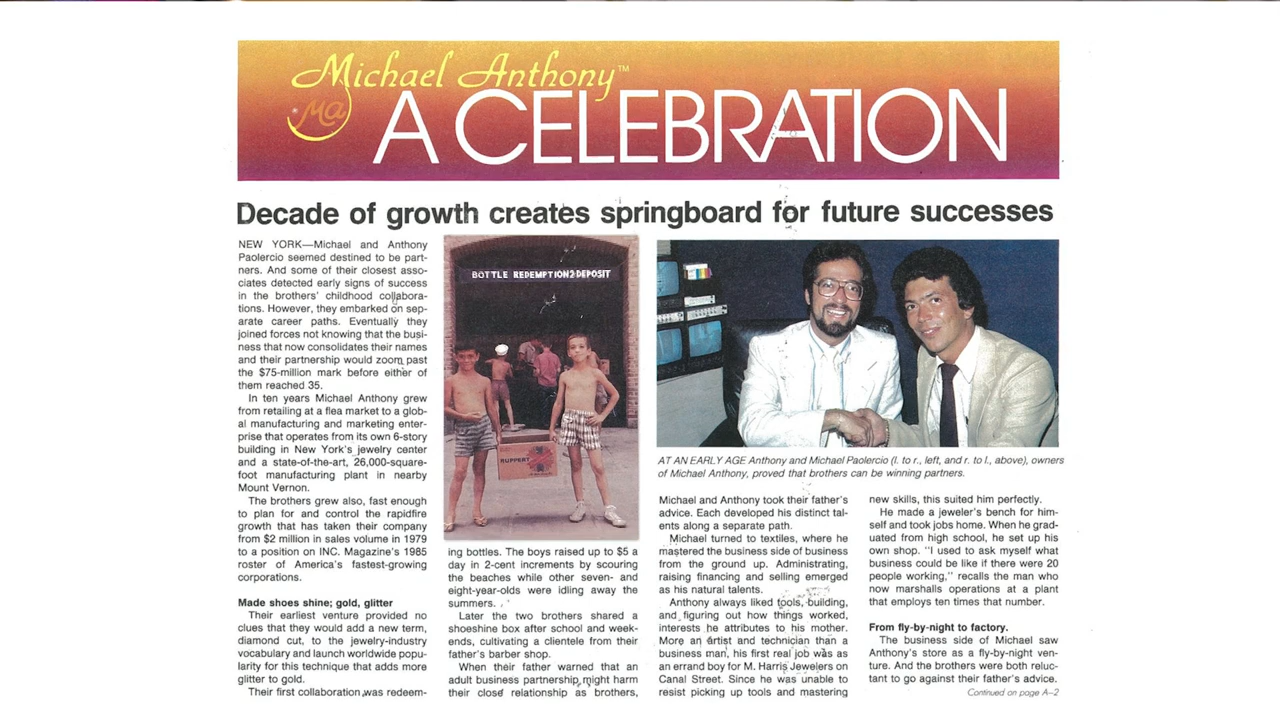 Michael Anthony™
Ma
A CELEBRATION
Decade of growth creates springboard for future successes
NEW YORK—Michael and Anthony
Paolercio seemed destined to be part-
ners. And some of their closest asso-
ciates detected early signs of success
in the brothers' childhood collabora-
tions. However, they embarked on sep-
arate career paths. Eventually they
joined forces not knowing that the busi-
ness that now consolidates their names
and their partnership would zoom past
the $75-million mark before either of
them reached 35.
In ten years Michael Anthony grew
from retailing at a flea market to a glob-
al manufacturing and marketing enter-
prise that operates from its own 6-story
building in New York's jewelry center
and a state-of-the-art, 26,000-square-
foot manufacturing plant in nearby
Mount Vernon.
The brothers grew also, fast enough
to plan for and control the rapidfire
growth that has taken their company
from $2 million in sales volume in 1979
to a position on INC. Magazine's 1985
roster of America's fastest-growing
corporations.
Made shoes shine; gold, glitter
Their earliest venture provided no
clues that they would add a new term,
diamond cut, to the jewelry-industry
vocabulary and launch worldwide popu-
larity for this technique that adds more
glitter to gold.
Their first collaboration was redeem-
BOTTLE REDEMPTION & DEPOSIT
RUPPERT
ing bottles. The boys raised up to $5 a
day in 2-cent increments by scouring
the beaches while other seven- and
eight-year-olds were idling away the
summers.
Later the two brothers shared a
shoeshine box after school and week-
ends, cultivating a clientele from their
father's barber shop.
When their father warned that an
adult business partnership might harm
their close relationship as brothers,
AT AN EARLY AGE Anthony and Michael Paolercio (l. to r., left, and r. to l., above), owners
of Michael Anthony, proved that brothers can be winning partners.
Michael and Anthony took their father's
advice. Each developed his distinct tal-
ents along a separate path.
Michael turned to textiles, where he
mastered the business side of business
from the ground up. Administrating,
raising financing and selling emerged
as his natural talents.
Anthony always liked tools, building,
and figuring out how things worked,
interests he attributes to his mother.
More an artist and technician than a
business man, his first real job was as
an errand boy for M. Harris Jewelers on
Canal Street. Since he was unable to
resist picking up tools and mastering
new skills, this suited him perfectly.
He made a jeweler's bench for him-
self and took jobs home. When he grad-
uated from high school, he set up his
own shop. "I used to ask myself what
business could be like if there were 20
people working," recalls the man who
now marshalls operations at a plant
that employs ten times that number.
From fly-by-night to factory.
The business side of Michael saw
Anthony's store as a fly-by-night ven-
ture. And the brothers were both reluc-
tant to go against their father's advice.
Continued on page A-2